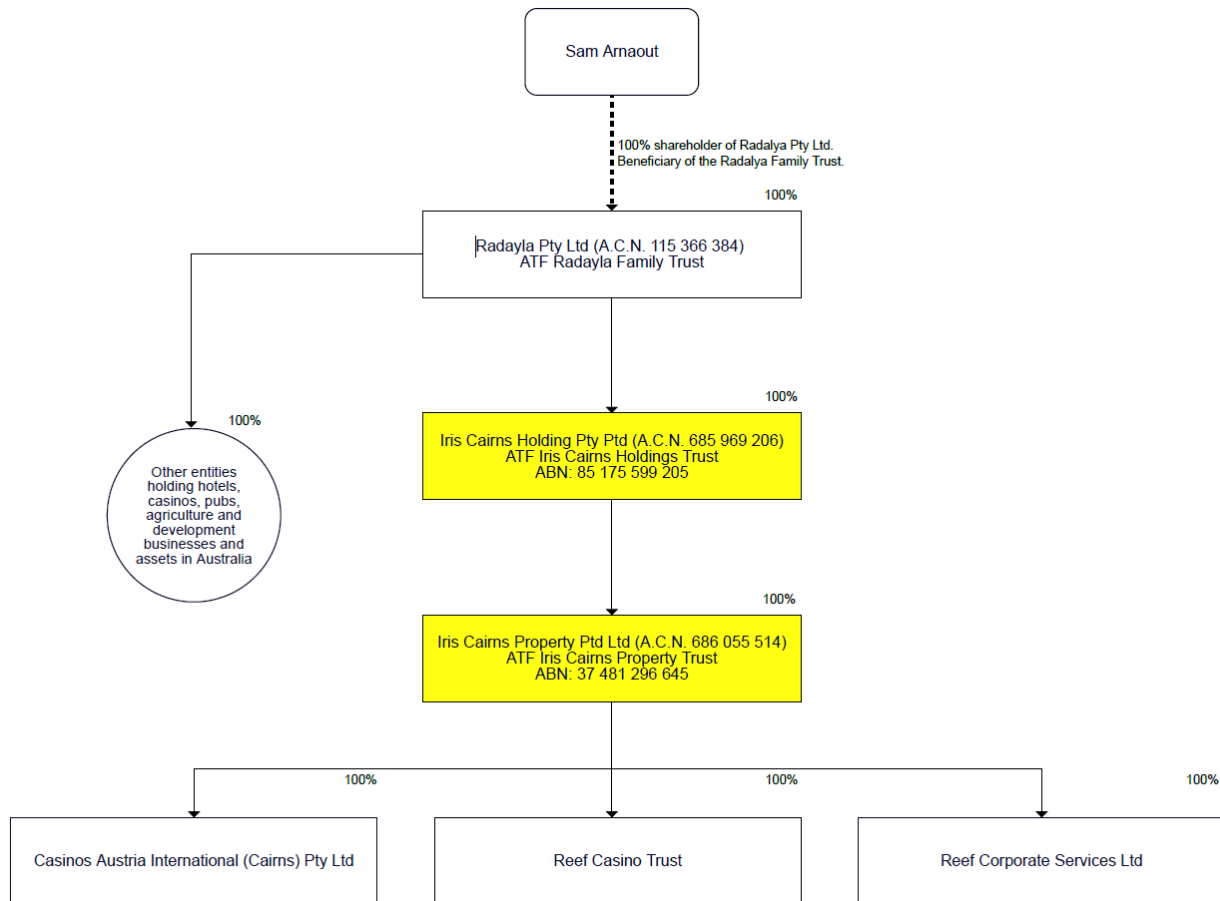 Sam Arnaout
100% shareholder of Radalya Pty Ltd.
Beneficiary of the Radalya Family Trust.
100%
Radayla Pty Ltd (A.C.N. 115 366 384)
ATF Radayla Family Trust
100%
Iris Cairns Holding Pty Ptd (A.C.N. 685 969 206)
ATF Iris Cairns Holdings Trust
ABN: 85 175 599 205
100%
Other entities
holding hotels,
casinos, pubs,
agriculture and
development
businesses and
assets in Australia
100%
Iris Cairns Property Ptd Ltd (A.C.N. 686 055 514)
ATF Iris Cairns Property Trust
ABN: 37 481 296 645
100%
100%
100%
Casinos Austria International (Cairns) Pty Ltd
Reef Casino Trust
Reef Corporate Services Ltd